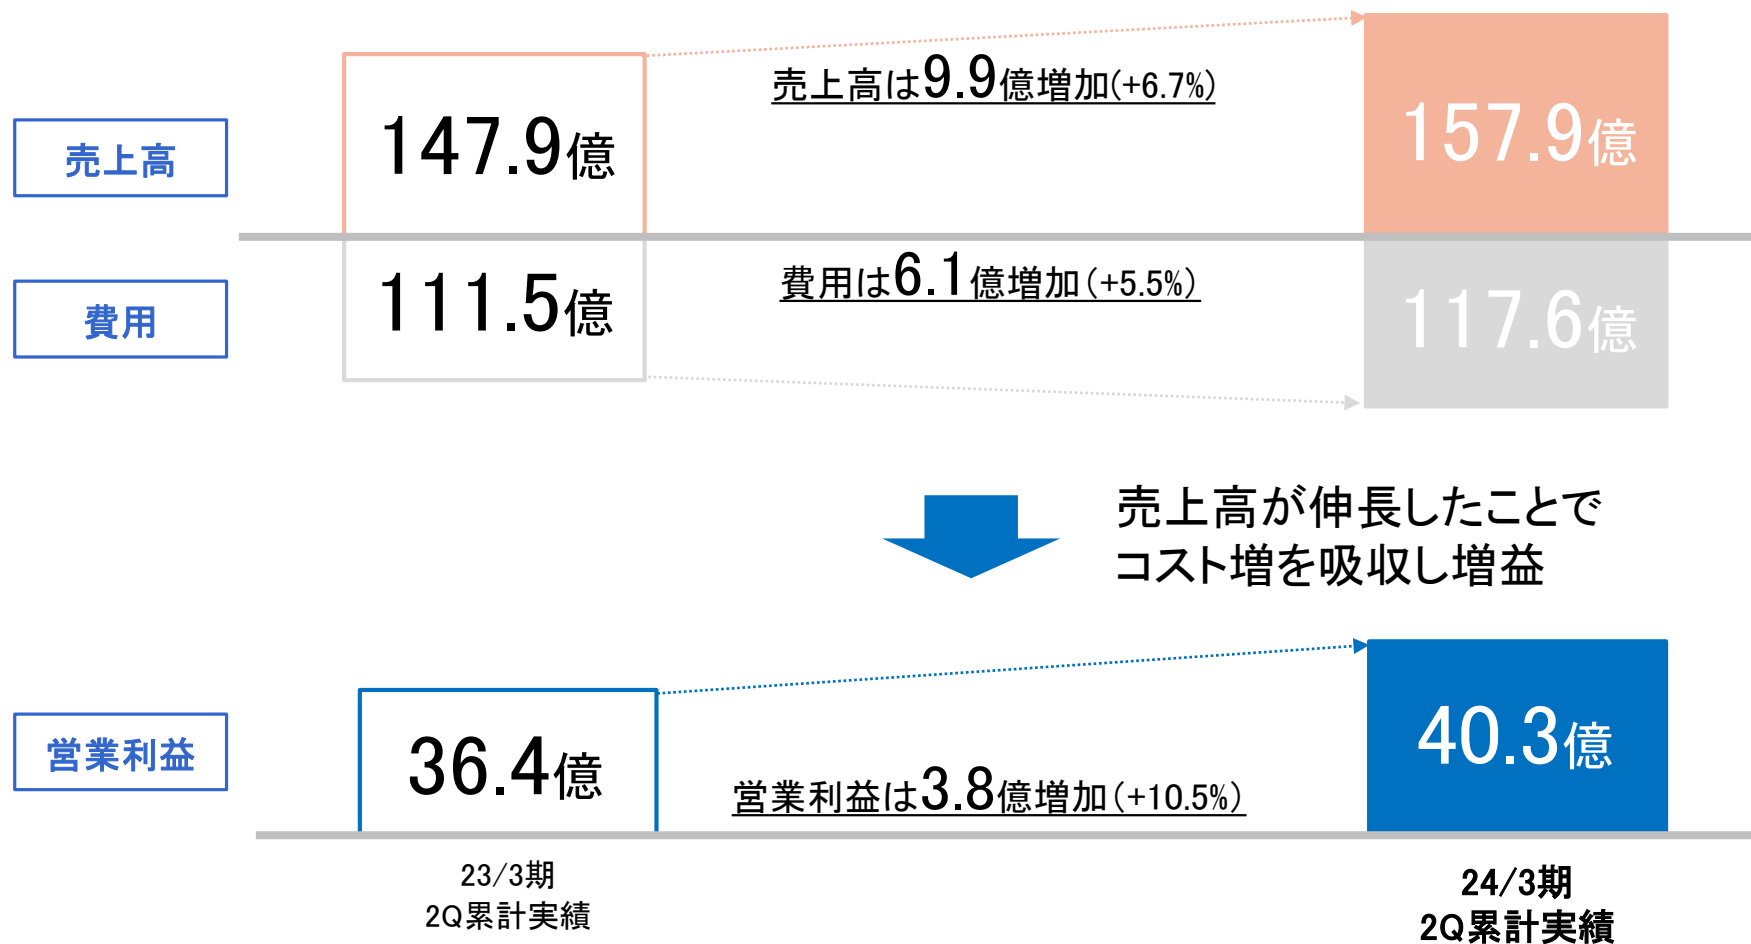 売上高は9.9億増加(+6.7%)
売上高
147.9億
157.9億
費用は6.1億増加(+5.5%)
費用
111.5億
117.6億
売上高が伸長したことで
コスト増を吸収し増益
営業利益
36.4億
40.3億
営業利益は3.8億増加(+10.5%)
23/3期
2Q累計実績
24/3期
2Q累計実績